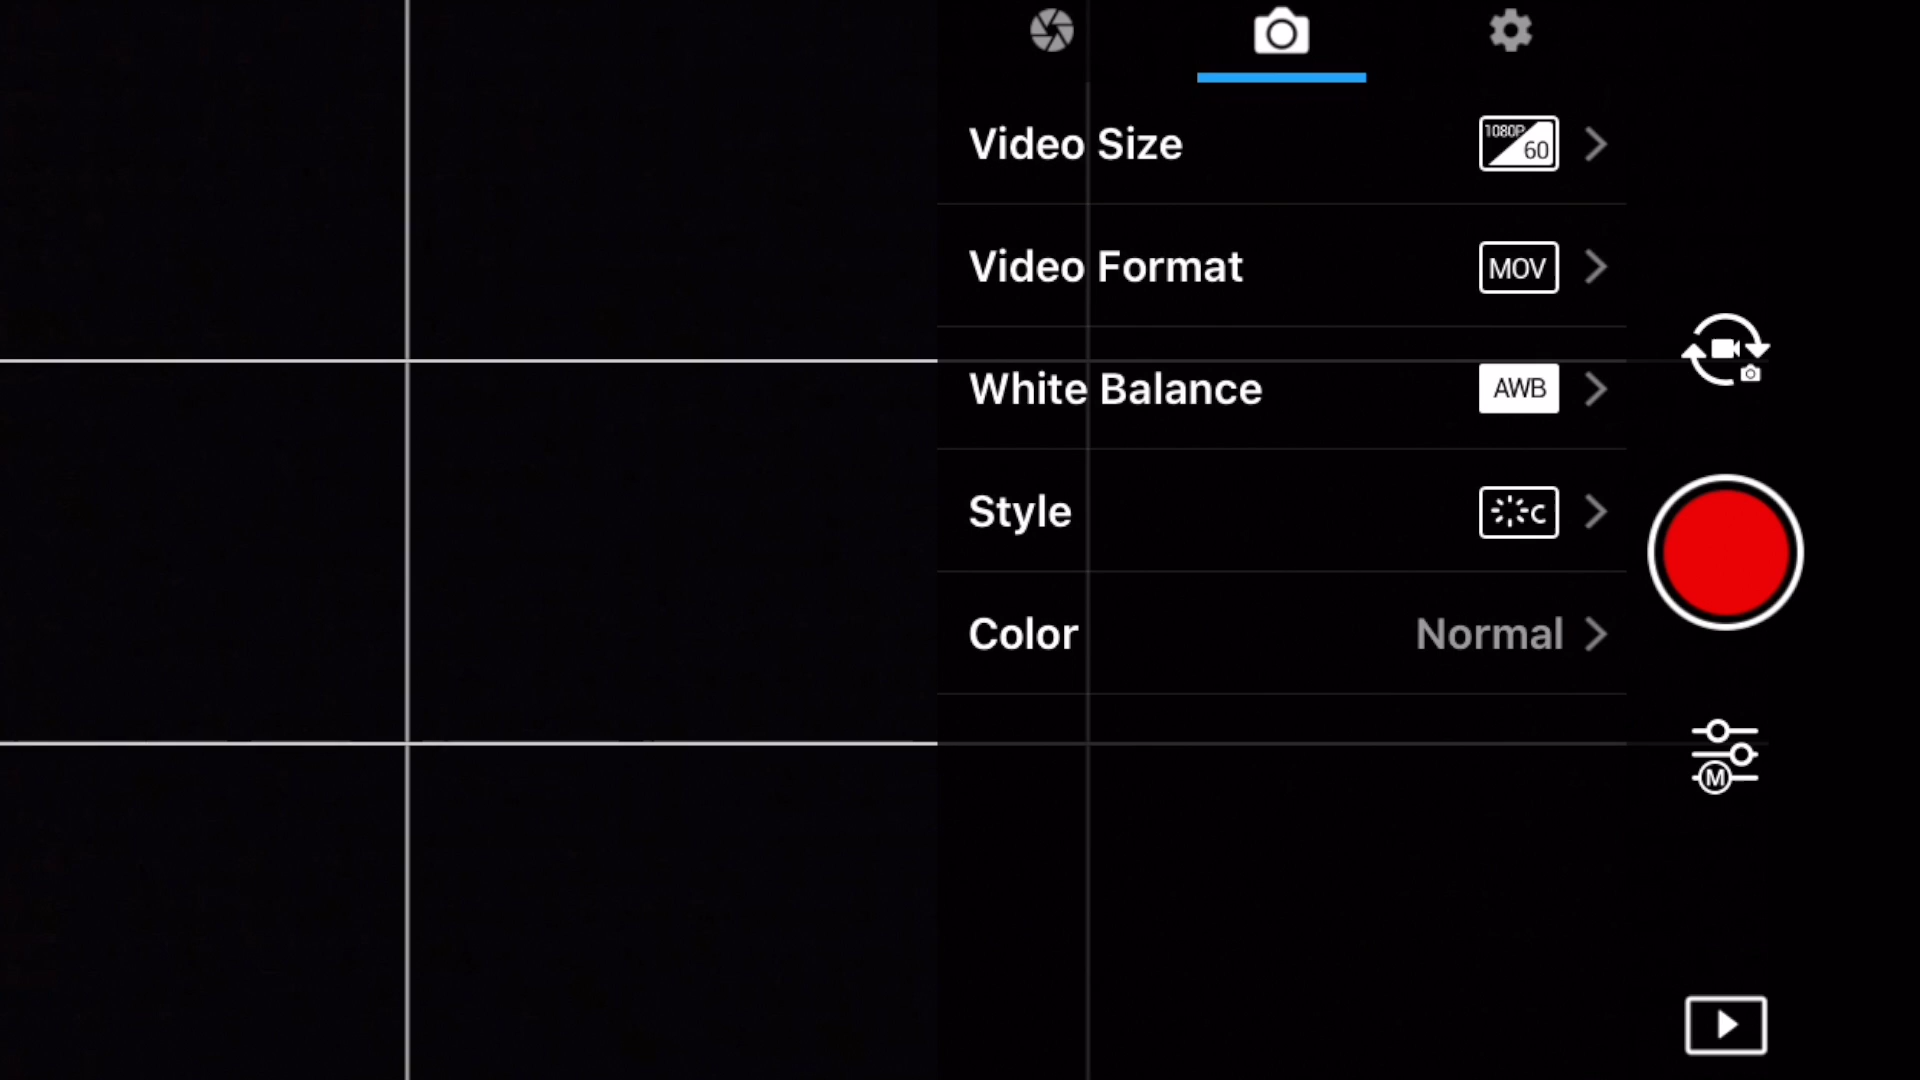 Video Size 1080P 60
Video Format MOV
White Balance AWB
Style C
Color Normal
M